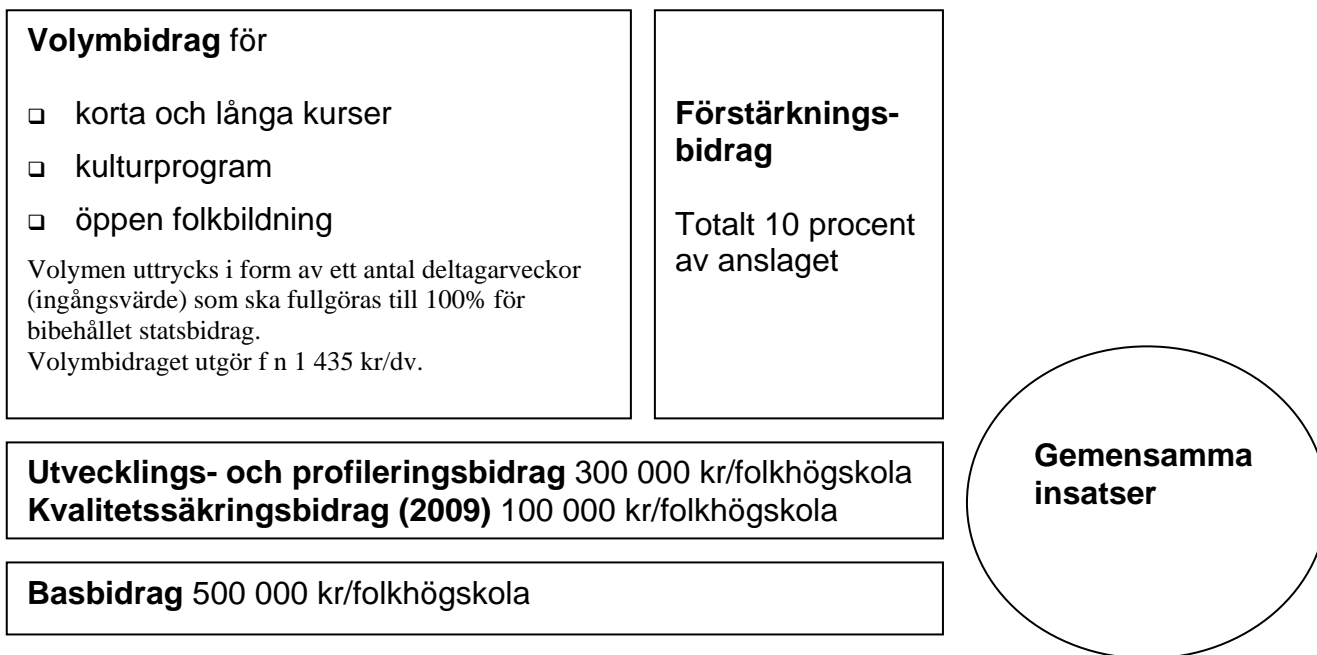 Volymbidrag för
❑ korta och långa kurser
❑ kulturprogram
❑ öppen folkbildning
Volymen uttrycks i form av ett antal deltagarveckor
(ingångsvärde) som ska fullgöras till 100% för
bibehållet statsbidrag.
Volymbidraget utgör f n 1 435 kr/dv.
Förstärknings-
bidrag
Totalt 10 procent
av anslaget
Utvecklings- och profileringsbidrag 300 000 kr/folkhögskola
Kvalitetssäkringsbidrag (2009) 100 000 kr/folkhögskola
Basbidrag 500 000 kr/folkhögskola
Gemensamma
insatser